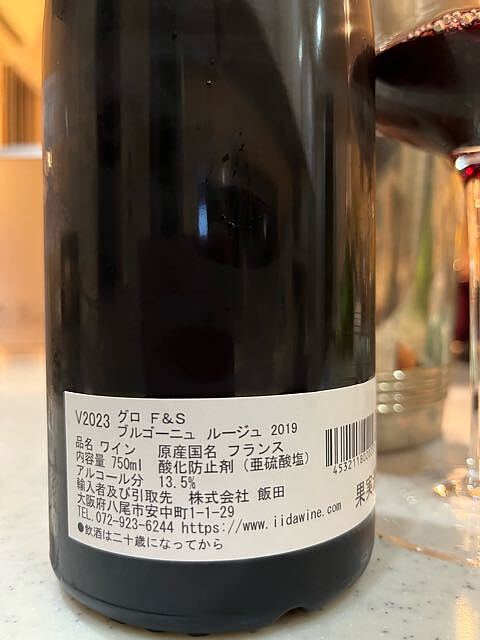 V2023 グロ F&S
ブルゴーニュ ルージュ 2019
品名 ワイン 原産国名 フランス
内容量 750ml 酸化防止剤（亜硫酸塩）
アルコール分 13.5%
輸入者及び引取先 株式会社 飯田
大阪府八尾市安中町1-1-29
TEL.072-923-6244 https://www.iidawine.com
●飲酒は二十歳になってから
果実